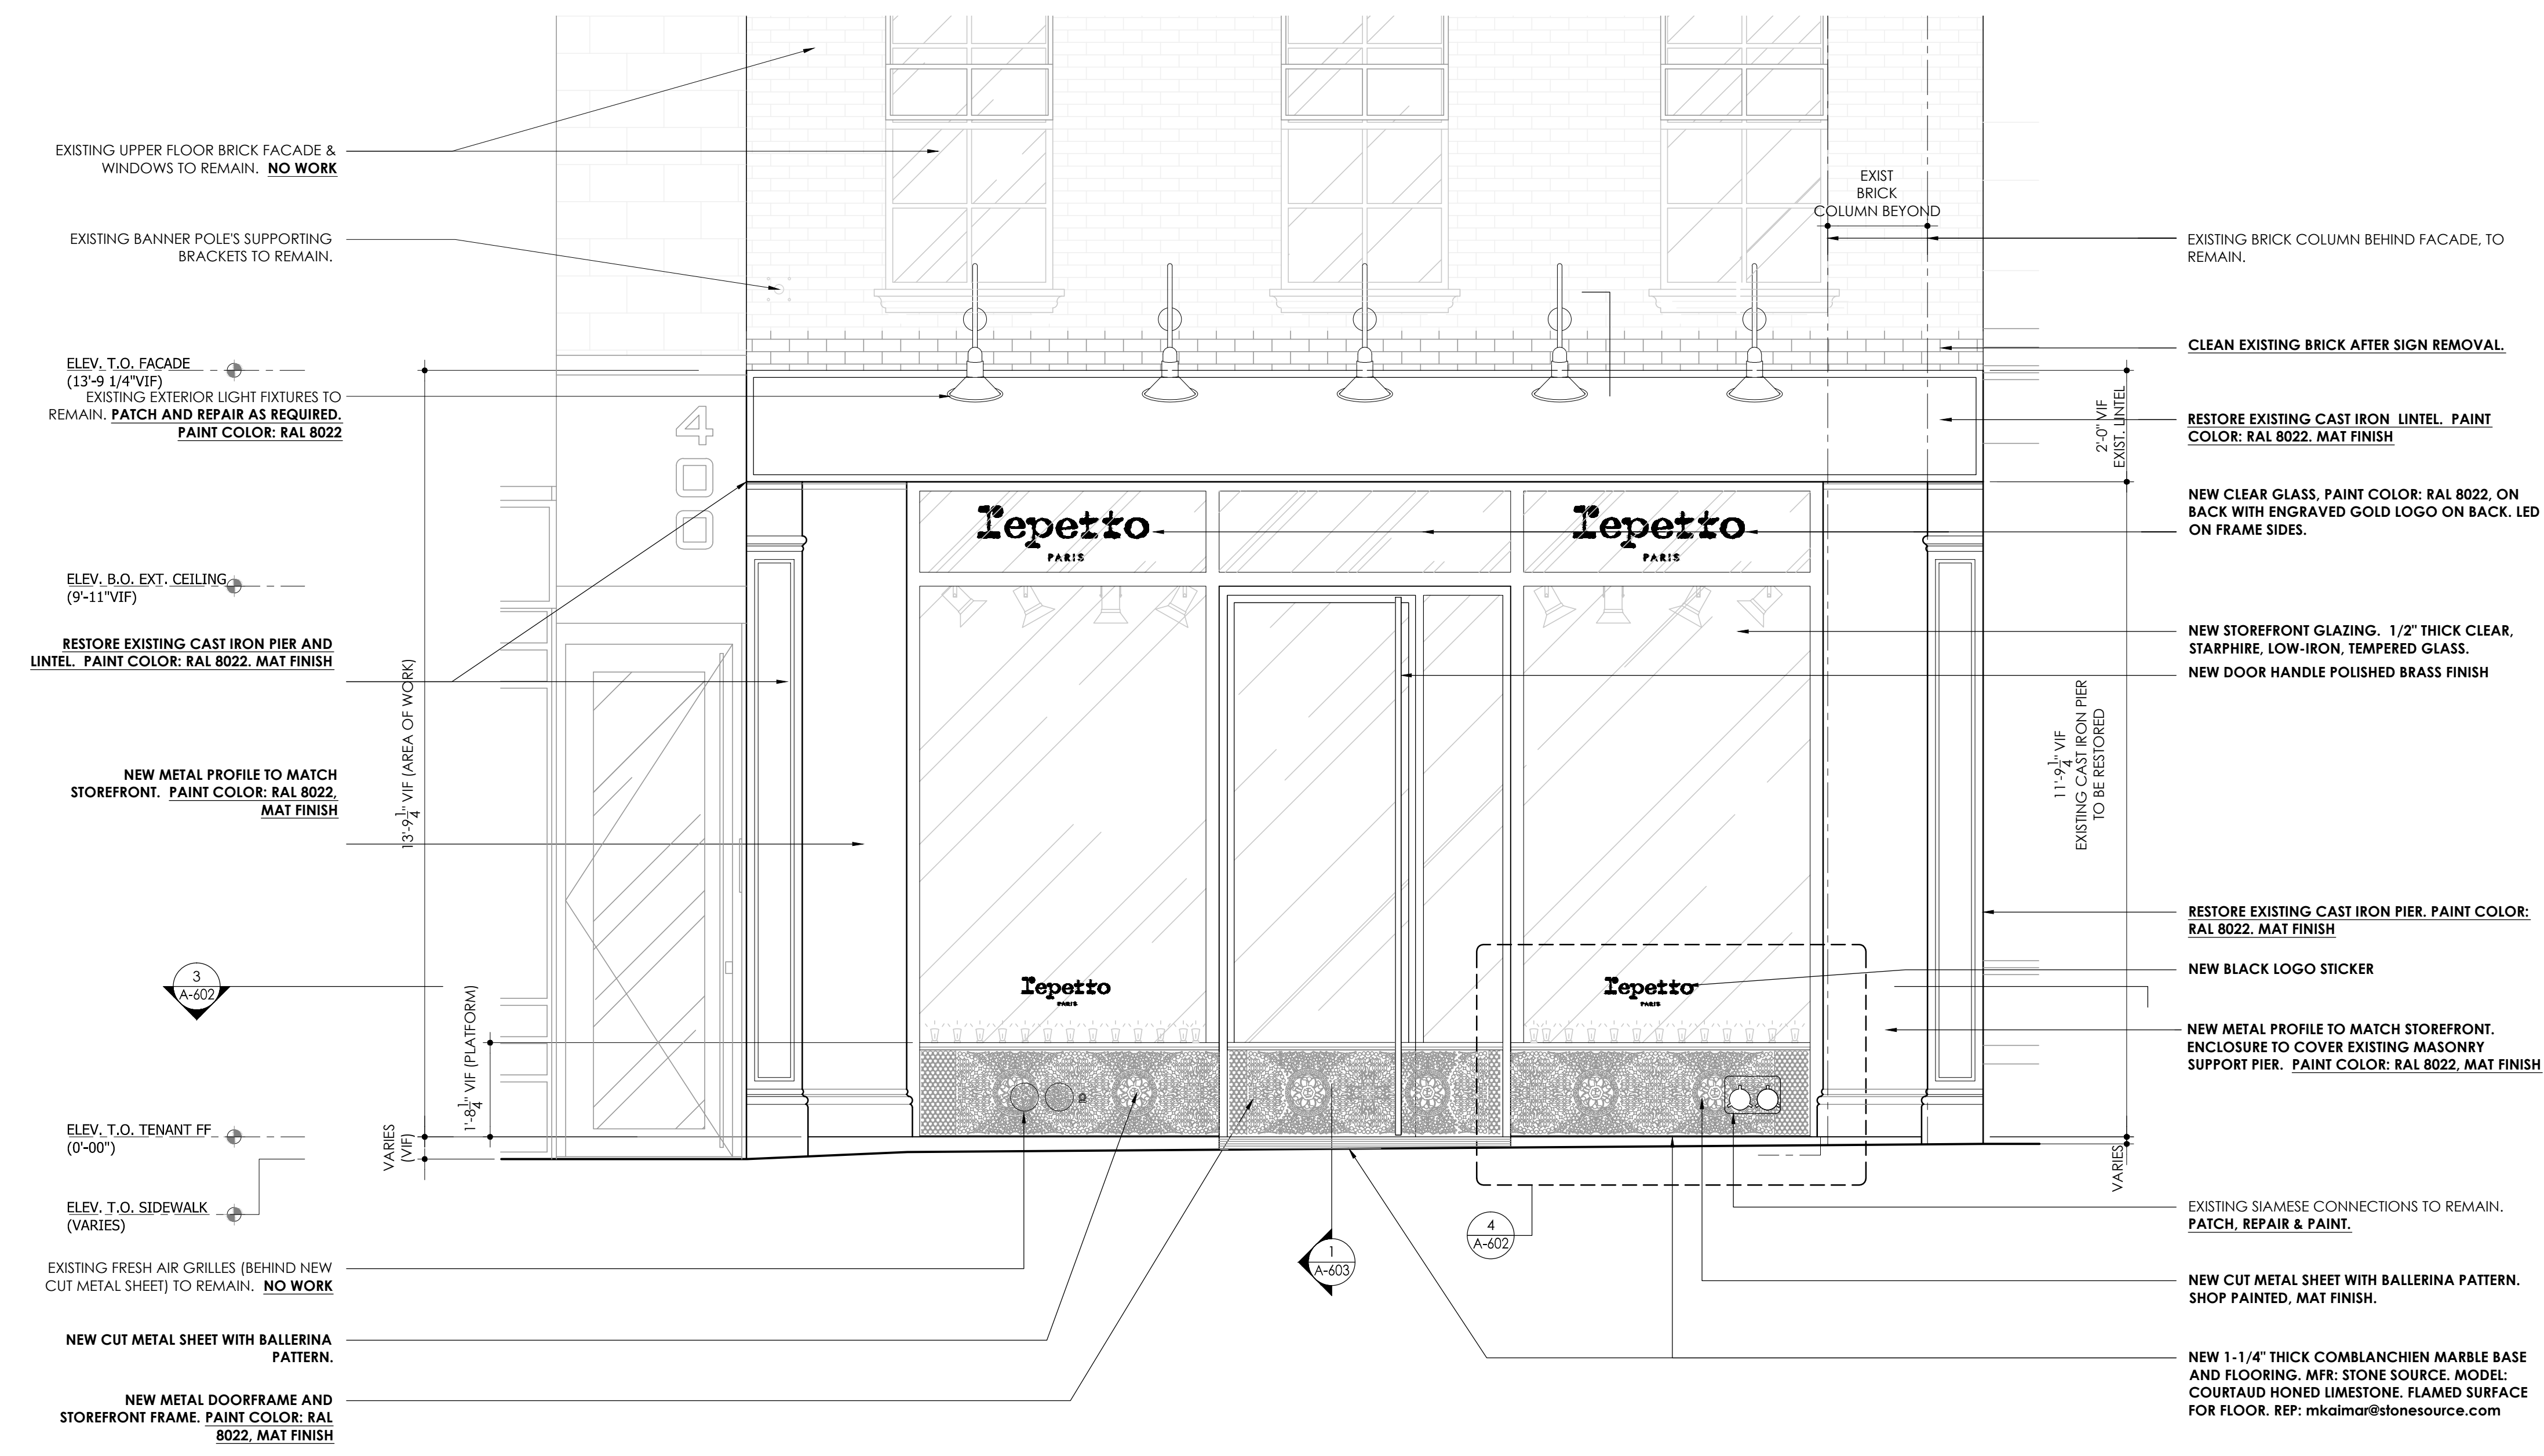 EXISTING UPPER FLOOR BRICK FACADE &
WINDOWS TO REMAIN. NO WORK
EXISTING BANNER POLE'S SUPPORTING
BRACKETS TO REMAIN.
ELEV. T.O. FACADE
(13'-9 1/4"VIF)
EXISTING EXTERIOR LIGHT FIXTURES TO
REMAIN. PATCH AND REPAIR AS REQUIRED.
PAINT COLOR: RAL 8022
ELEV. B.O. EXT. CEILING
(9'-11"VIF)
RESTORE EXISTING CAST IRON PIER AND
LINTEL. PAINT COLOR: RAL 8022. MAT FINISH
NEW METAL PROFILE TO MATCH
STOREFRONT. PAINT COLOR: RAL 8022,
MAT FINISH
3
A-602
ELEV. T.O. TENANT FF
(0'-00")
ELEV. T.O. SIDEWALK
(VARIES)
EXISTING FRESH AIR GRILLES (BEHIND NEW
CUT METAL SHEET) TO REMAIN. NO WORK
NEW CUT METAL SHEET WITH BALLERINA
PATTERN.
NEW METAL DOORFRAME AND
STOREFRONT FRAME. PAINT COLOR: RAL
8022, MAT FINISH
13'-9 1/4" VIF (AREA OF WORK)
1'-8 1/4" VIF (PLATFORM)
VARIES
(VIF)
400
repetto
PARIS
repetto
PARIS
repetto
PARIS
repetto
PARIS
1
A-603
4
A-602
EXIST
BRICK
COLUMN BEYOND
2'-0" VIF
EXIST. LINTEL
11'-9 1/4" VIF
EXISTING CAST IRON PIER
TO BE RESTORED
VARIES
EXISTING BRICK COLUMN BEHIND FACADE, TO
REMAIN.
CLEAN EXISTING BRICK AFTER SIGN REMOVAL.
RESTORE EXISTING CAST IRON LINTEL. PAINT
COLOR: RAL 8022. MAT FINISH
NEW CLEAR GLASS, PAINT COLOR: RAL 8022, ON
BACK WITH ENGRAVED GOLD LOGO ON BACK. LED
ON FRAME SIDES.
NEW STOREFRONT GLAZING. 1/2" THICK CLEAR,
STARPHIRE, LOW-IRON, TEMPERED GLASS.
NEW DOOR HANDLE POLISHED BRASS FINISH
RESTORE EXISTING CAST IRON PIER. PAINT COLOR:
RAL 8022. MAT FINISH
NEW BLACK LOGO STICKER
NEW METAL PROFILE TO MATCH STOREFRONT.
ENCLOSURE TO COVER EXISTING MASONRY
SUPPORT PIER. PAINT COLOR: RAL 8022, MAT FINISH
EXISTING SIAMESE CONNECTIONS TO REMAIN.
PATCH, REPAIR & PAINT.
NEW CUT METAL SHEET WITH BALLERINA PATTERN.
SHOP PAINTED, MAT FINISH.
NEW 1-1/4" THICK COMBLANCHIEN MARBLE BASE
AND FLOORING. MFR: STONE SOURCE. MODEL:
COURTAUD HONED LIMESTONE. FLAMED SURFACE
FOR FLOOR. REP: mkaimar@stonesource.com